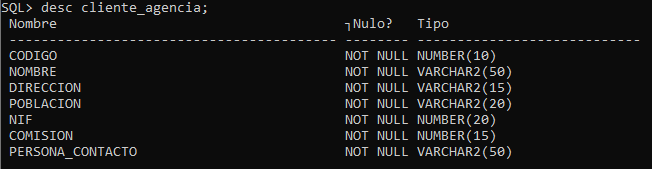 SQL> desc cliente_agencia;
Nombre ┐Nulo? Tipo
----------------------------------------- -------- ----------------------------
CODIGO NOT NULL NUMBER(10)
NOMBRE NOT NULL VARCHAR2(50)
DIRECCION NOT NULL VARCHAR2(15)
POBLACION NOT NULL VARCHAR2(20)
NIF NOT NULL NUMBER(20)
COMISION NOT NULL NUMBER(15)
PERSONA_CONTACTO NOT NULL VARCHAR2(50)